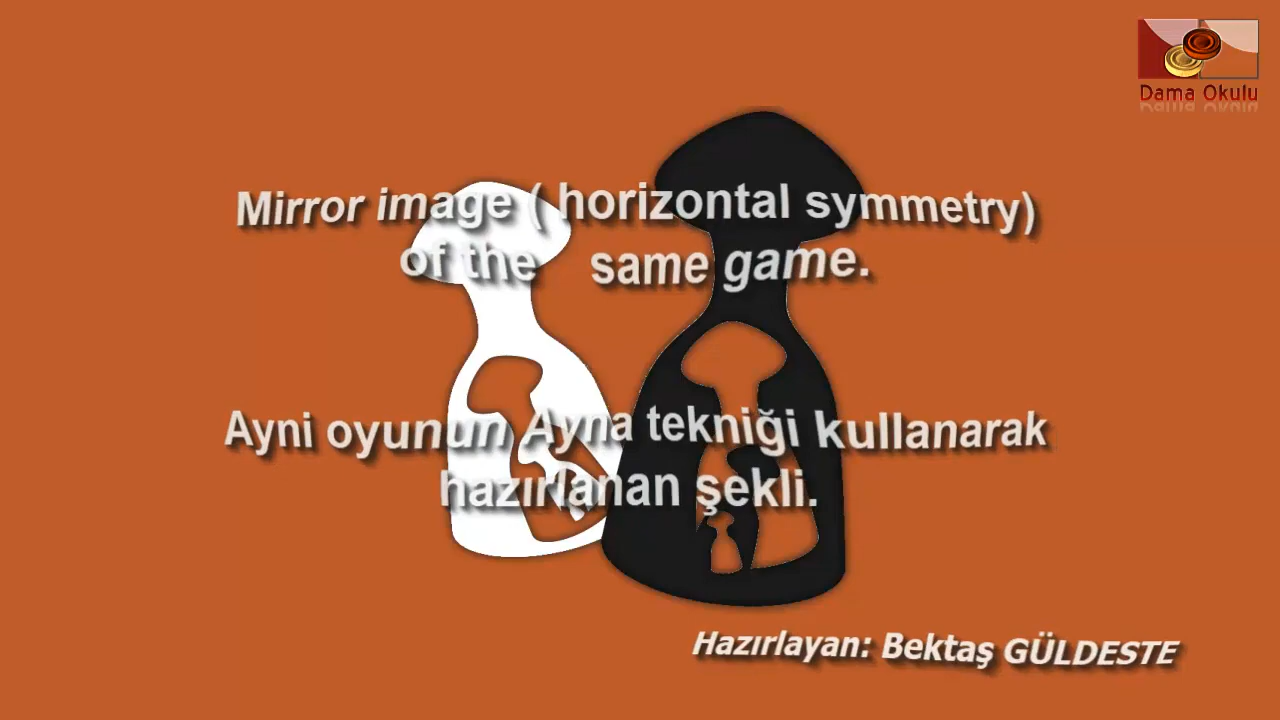 Dama Okulu
Mirror image ( horizontal symmetry)
of the same game.
Ayni oyunun Ayna tekniği kullanarak
hazırlanan şekli.
Hazırlayan: Bektaş GÜLDESTE